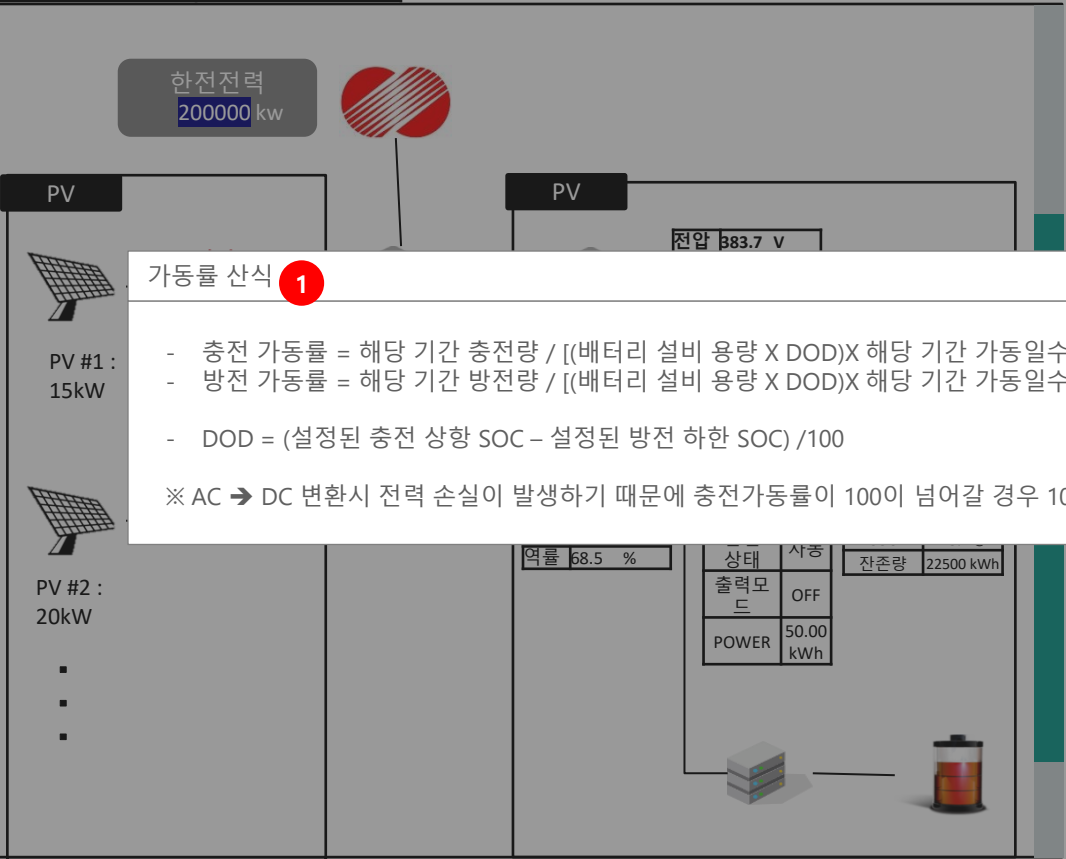 한전전력
200000 kw
PV
PV
전압 383.7 V
가동률 산식 1
- 충전 가동률 = 해당 기간 충전량 / [(배터리 설비 용량 X DOD)X 해당 기간 가동일수
- 방전 가동률 = 해당 기간 방전량 / [(배터리 설비 용량 X DOD)X 해당 기간 가동일수
- DOD = (설정된 충전 상항 SOC – 설정된 방전 하한 SOC) /100
※ AC ➔ DC 변환시 전력 손실이 발생하기 때문에 충전가동률이 100이 넘어갈 경우
PV #1 :
15kW
역률 68.5 %
상태 자동
잔존량 22500 kWh
출력모
드
OFF
POWER
50.00
kWh
PV #2 :
20kW